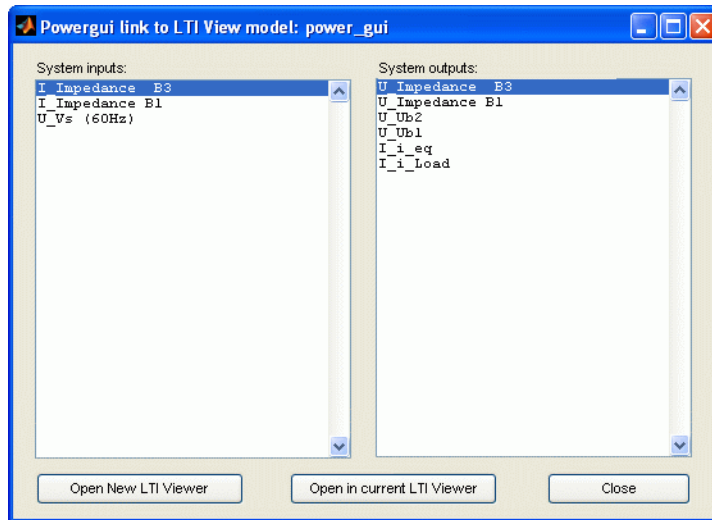 Powergui link to LTI View model: power_gui
System inputs:
I_Impedance  B3
I_Impedance B1
U_Vs (60Hz)
System outputs:
U_Impedance  B3
U_Impedance B1
U_Ub2
U_Ub1
I_i_eq
I_i_Load
Open New LTI Viewer
Open in current LTI Viewer
Close